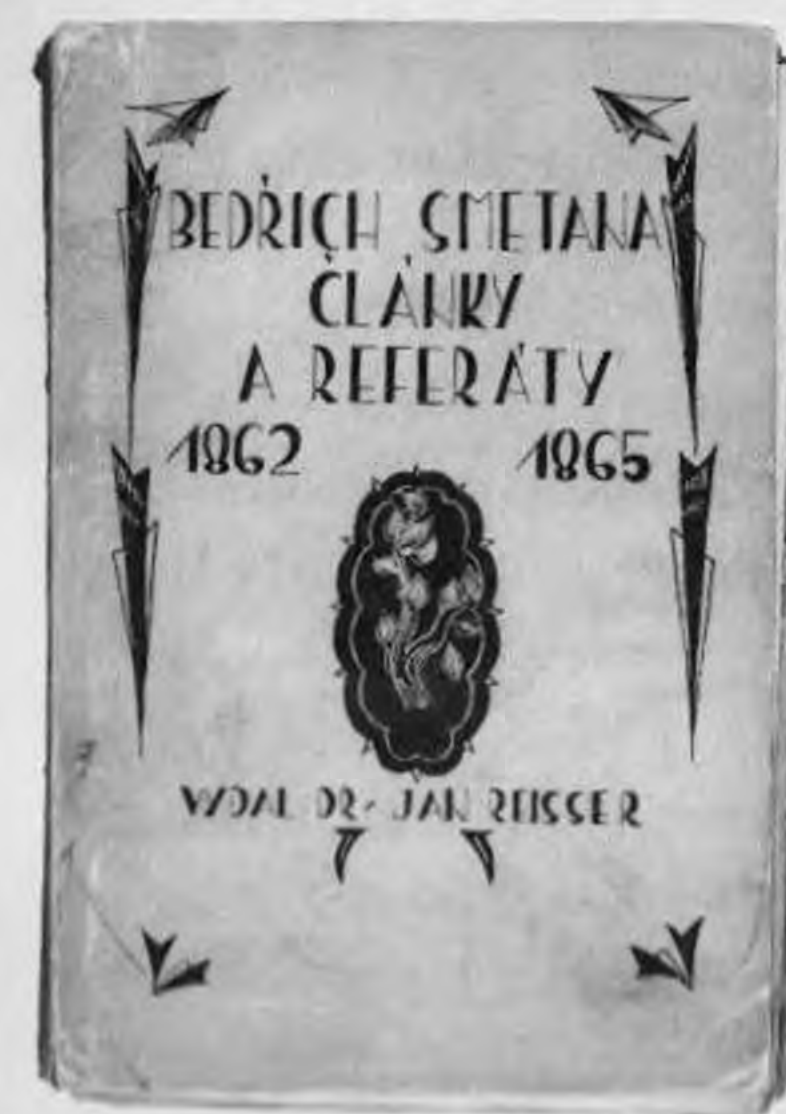 BEDŘICH SMETANA
ČLÁNKY
A REFERÁTY
1862 1865
VYDAL DR. JAN REISSER